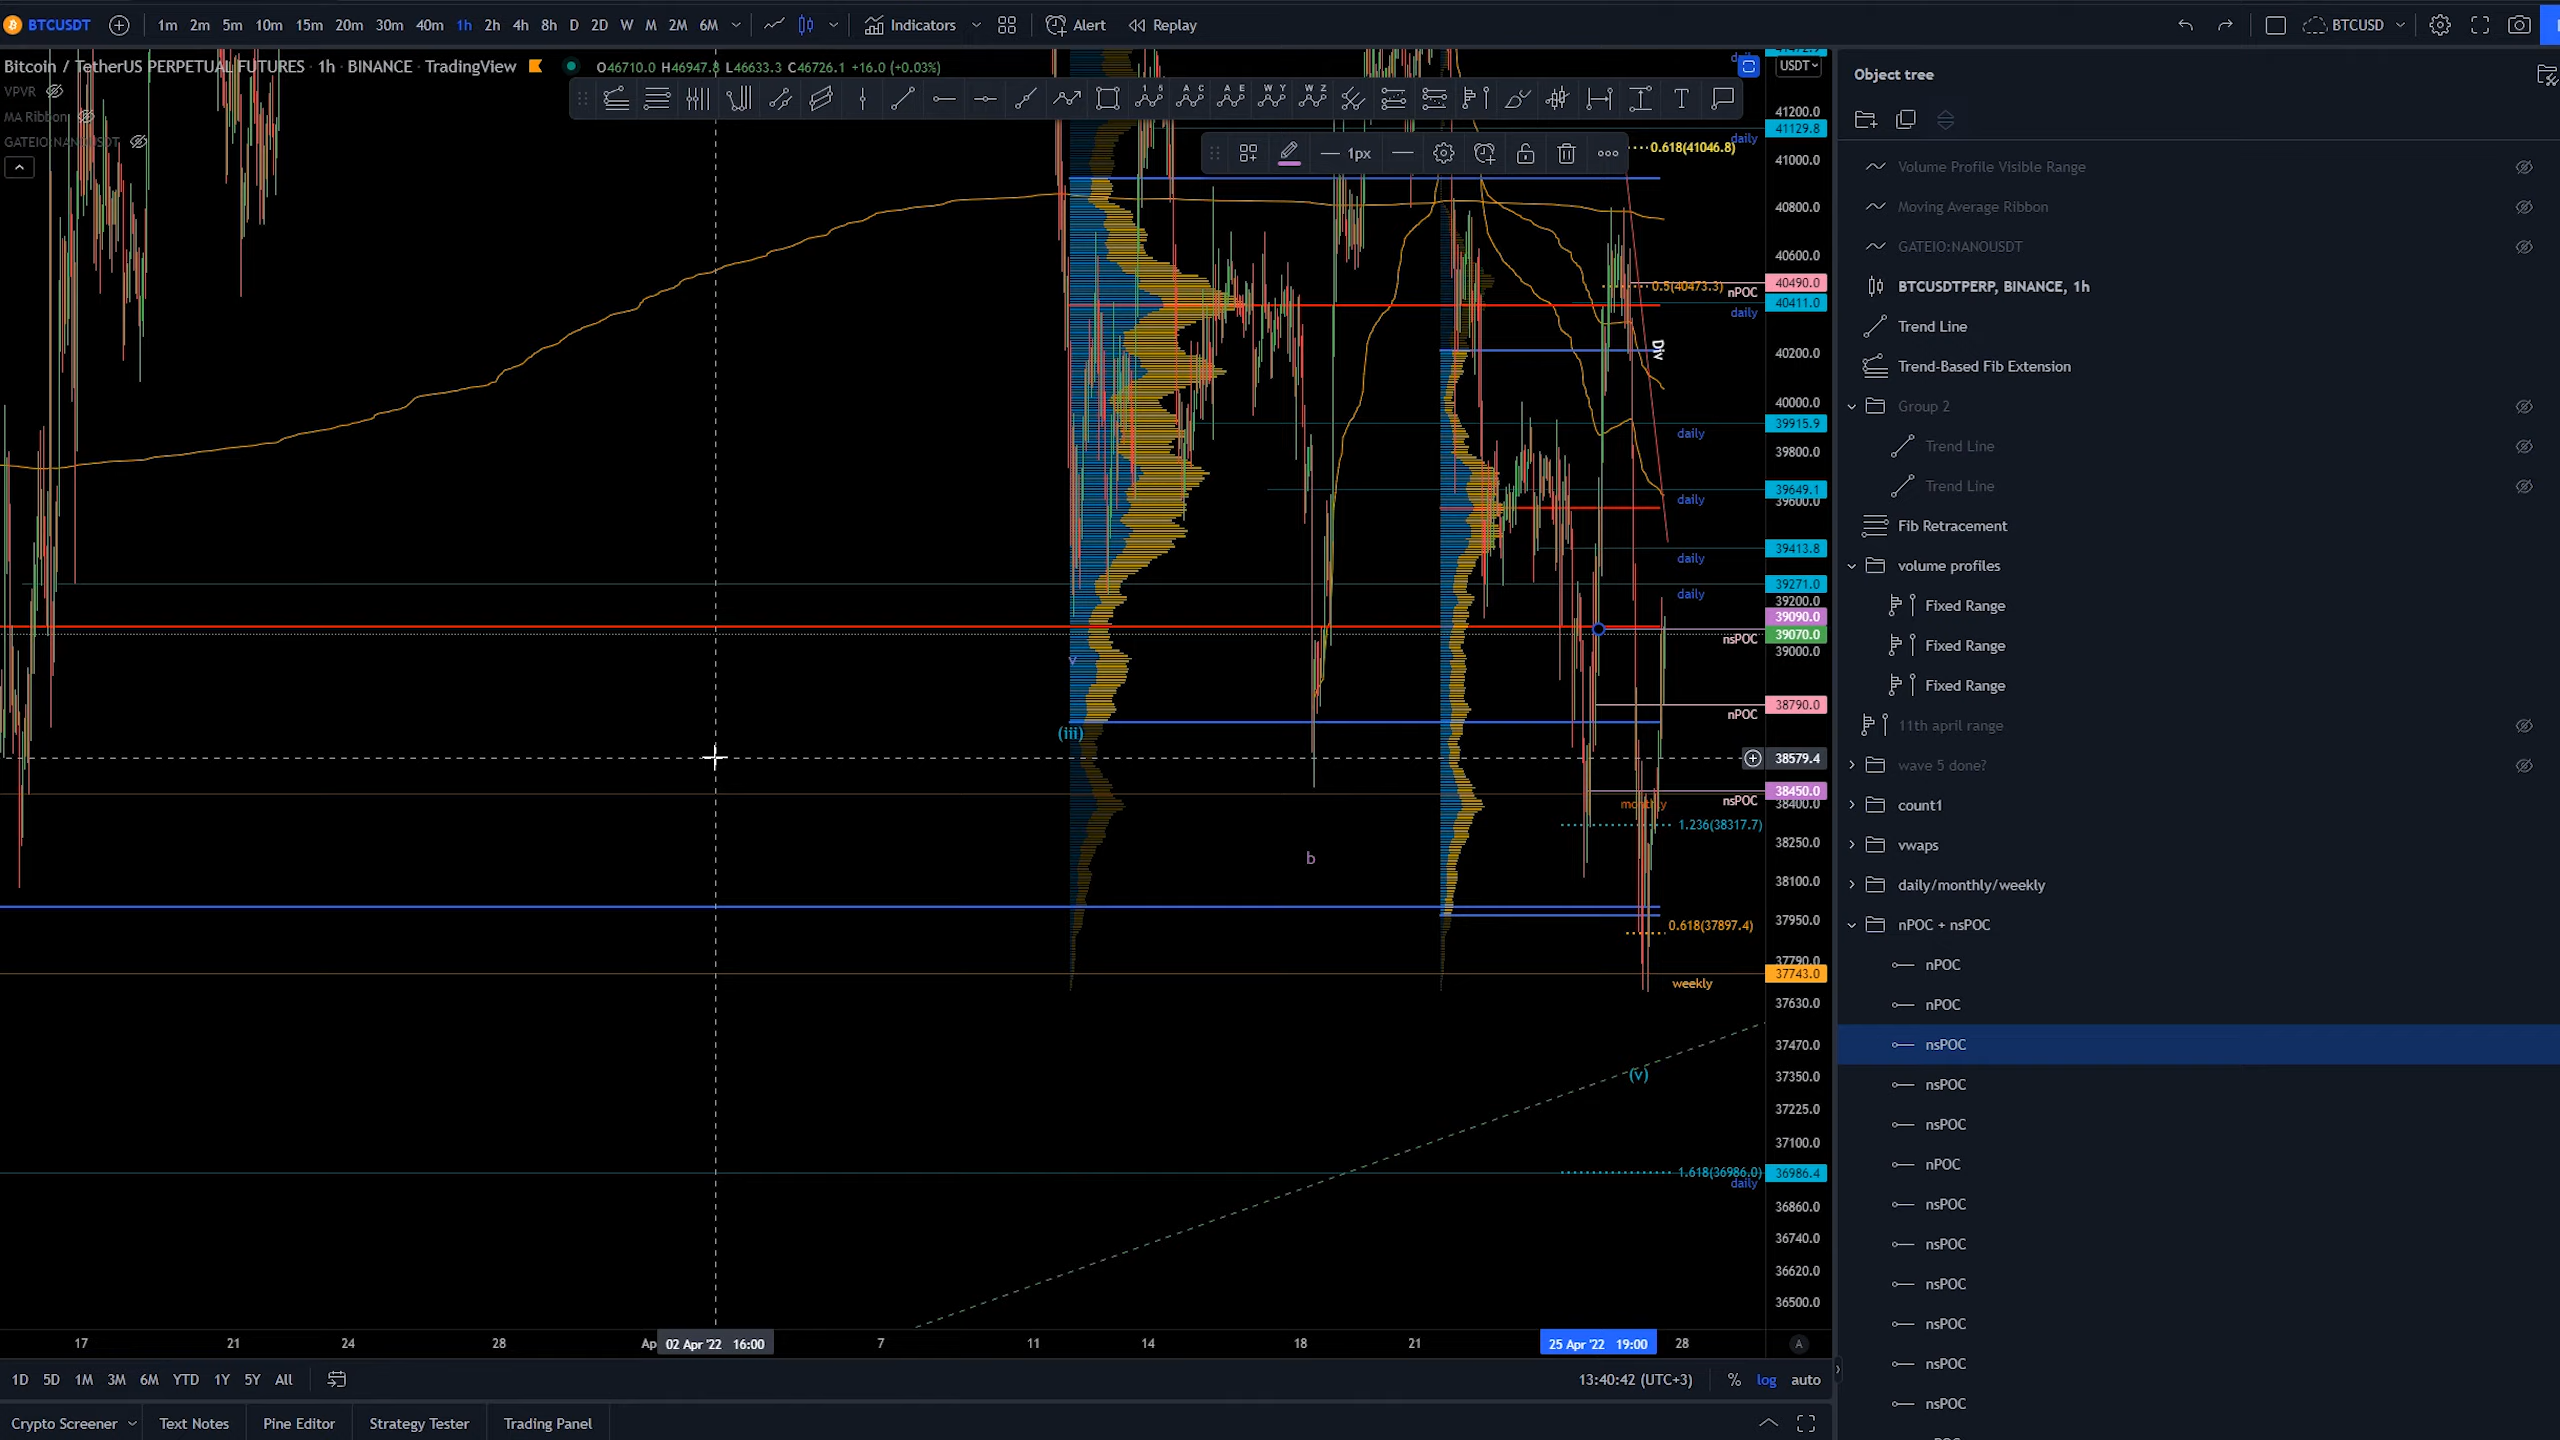 BTCUSDT 1m 2m 5m 10m 15m 20m 30m 40m 1h 2h 4h 8h D 2D W M 2M 6M Indicators Alert Replay BTCUSD
Bitcoin / TetherUS PERPETUAL FUTURES · 1h · BINANCE · TradingView O46710.0 H46947.8 L46633.3 C46726.1 +16.0 (+0.03%)
VPVR
MA Ribbon
GATEIO:NANOUSDT
1px
USDT
41200.0
41129.8
daily
0.618(41046.8)
41000.0
40800.0
40600.0
40490.0
0.5(40473.3)
nPOC
40411.0
daily
Div
40200.0
40000.0
39915.9
daily
39800.0
39649.1
daily
39600.0
39413.8
daily
39271.0
daily
39200.0
39090.0
39070.0
nsPOC
39000.0
v
38790.0
nPOC
(iii)
38579.4
38450.0
nsPOC
monthly
38400.0
1.236(38317.7)
38250.0
b
38100.0
37950.0
0.618(37897.4)
37790.0
37743.0
weekly
37630.0
37470.0
37350.0
(v)
37225.0
37100.0
1.618(36986.0)
36986.4
daily
36860.0
36740.0
36620.0
36500.0
17 21 24 28 Ap 02 Apr '22 16:00 7 11 14 18 21 25 Apr '22 19:00 28 A
1D 5D 1M 3M 6M YTD 1Y 5Y All 13:40:42 (UTC+3) % log auto
Crypto Screener Text Notes Pine Editor Strategy Tester Trading Panel
Object tree
Volume Profile Visible Range
Moving Average Ribbon
GATEIO:NANOUSDT
BTCUSDTPERP, BINANCE, 1h
Trend Line
Trend-Based Fib Extension
Group 2
Trend Line
Trend Line
Fib Retracement
volume profiles
Fixed Range
Fixed Range
Fixed Range
11th april range
wave 5 done?
count1
vwaps
daily/monthly/weekly
nPOC + nsPOC
nPOC
nPOC
nsPOC
nsPOC
nsPOC
nPOC
nsPOC
nsPOC
nsPOC
nsPOC
nsPOC
nsPOC